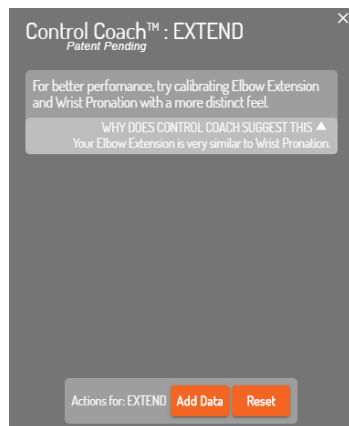 Control Coach™ : EXTEND
Patent Pending
For better perfomance, try calibrating Elbow Extension
and Wrist Pronation with a more distinct feel.
WHY DOES CONTROL COACH SUGGEST THIS ▲
Your Elbow Extension is very similar to Wrist Pronation.
Actions for: EXTEND Add Data Reset